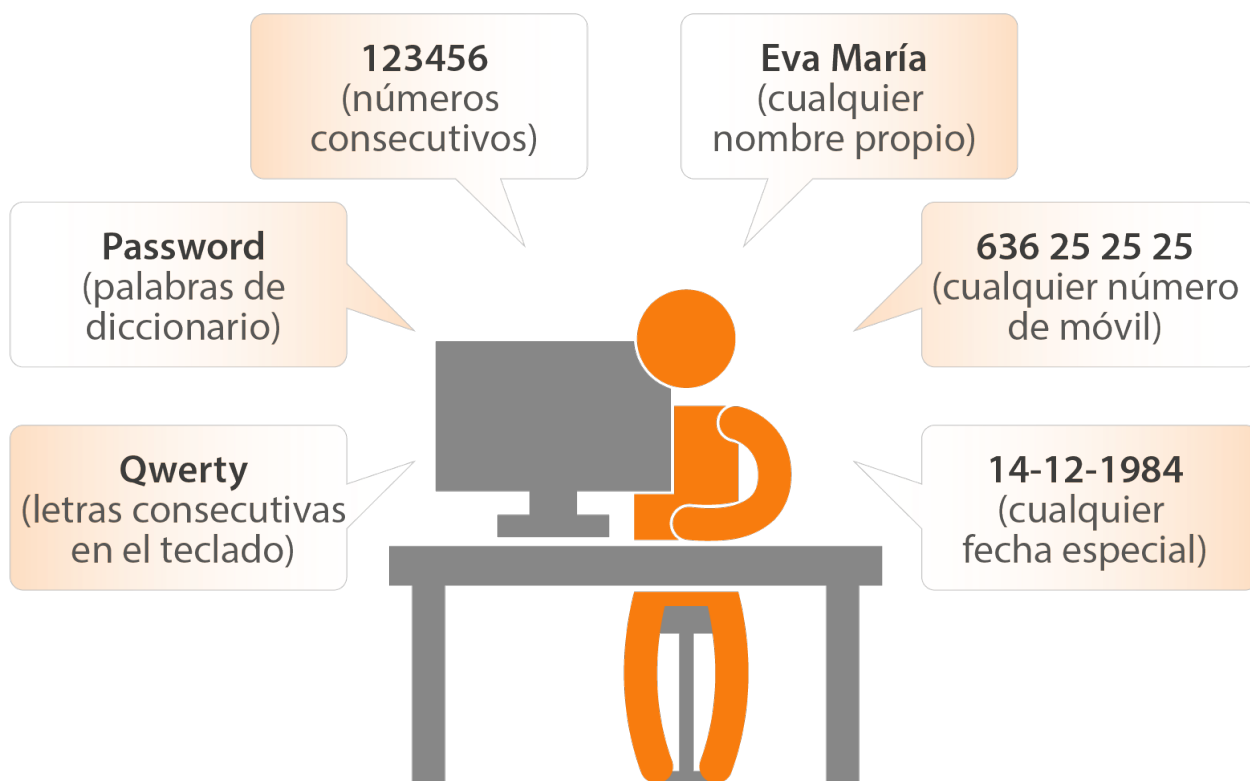 123456
(números
consecutivos)
Eva María
(cualquier
nombre propio)
Password
(palabras de
diccionario)
636 25 25 25
(cualquier número
de móvil)
Qwerty
(letras consecutivas
en el teclado)
14-12-1984
(cualquier
fecha especial)